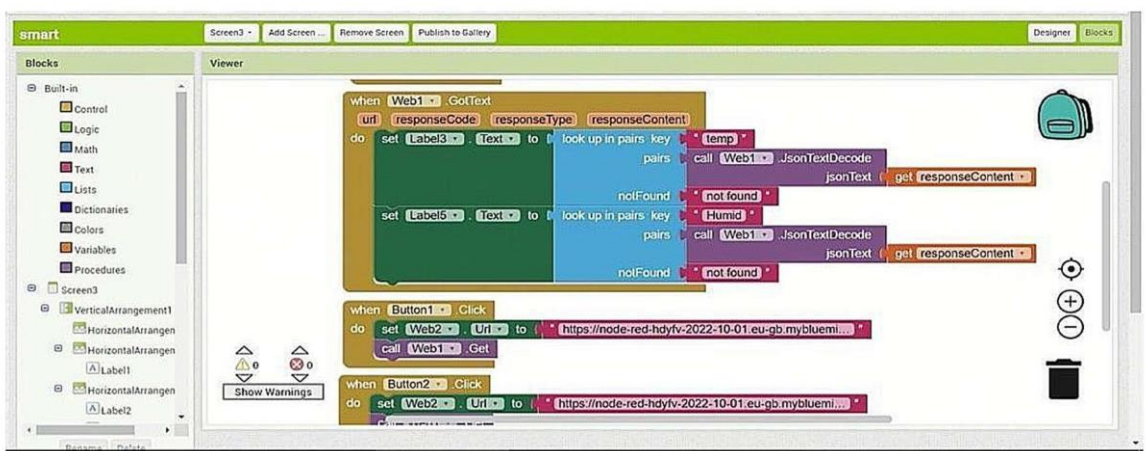 smart Screen3 Add Screen ... Remove Screen Publish to Gallery Designer Blocks
Blocks Viewer
Built-in
Control
Logic
Math
Text
Lists
Dictionaries
Colors
Variables
Procedures
Screen3
VerticalArrangement1
HorizontalArrangen
HorizontalArrangen
Label1
HorizontalArrangen
Label2
Rename Delete
when Web1 .GotText
url responseCode responseType responseContent
do set Label3 . Text to look up in pairs key " temp "
pairs call Web1 .JsonTextDecode
jsonText get responseContent
notFound " not found "
set Label5 . Text to look up in pairs key " Humid "
pairs call Web1 .JsonTextDecode
jsonText get responseContent
notFound " not found "
when Button1 .Click
do set Web2 . Url to " https://node-red-hdyfv-2022-10-01.eu-gb.mybluemi... "
call Web1 .Get
when Button2 .Click
do set Web2 . Url to " https://node-red-hdyfv-2022-10-01.eu-gb.mybluemi... "
0 0
Show Warnings